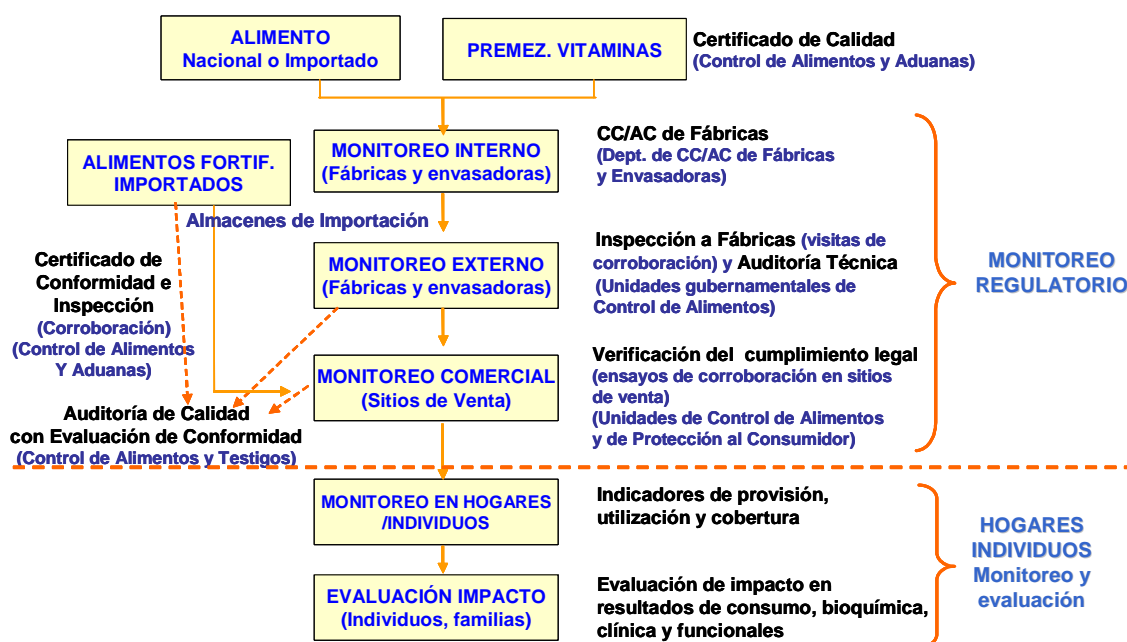 ALIMENTO
Nacional o Importado
PREMEZ. VITAMINAS
Certificado de Calidad
(Control de Alimentos y Aduanas)
ALIMENTOS FORTIF.
IMPORTADOS
MONITOREO INTERNO
(Fábricas y envasadoras)
CC/AC de Fábricas
(Dept. de CC/AC de Fábricas
y Envasadoras)
Almacenes de Importación
Certificado de
Conformidad e
Inspección
(Corroboración)
(Control de Alimentos
Y Aduanas)
MONITOREO EXTERNO
(Fábricas y envasadoras)
Inspección a Fábricas (visitas de
corroboración) y Auditoría Técnica
(Unidades gubernamentales de
Control de Alimentos)
MONITOREO
REGULATORIO
MONITOREO COMERCIAL
(Sitios de Venta)
Verificación del cumplimiento legal
(ensayos de corroboración en sitios
de venta)
(Unidades de Control de Alimentos
y de Protección al Consumidor)
Auditoría de Calidad
con Evaluación de Conformidad
(Control de Alimentos y Testigos)
MONITOREO EN HOGARES
/INDIVIDUOS
Indicadores de provisión,
utilización y cobertura
EVALUACIÓN IMPACTO
(Individuos, familias)
Evaluación de impacto en
resultados de consumo, bioquímica,
clínica y funcionales
HOGARES
INDIVIDUOS
Monitoreo y
evaluación